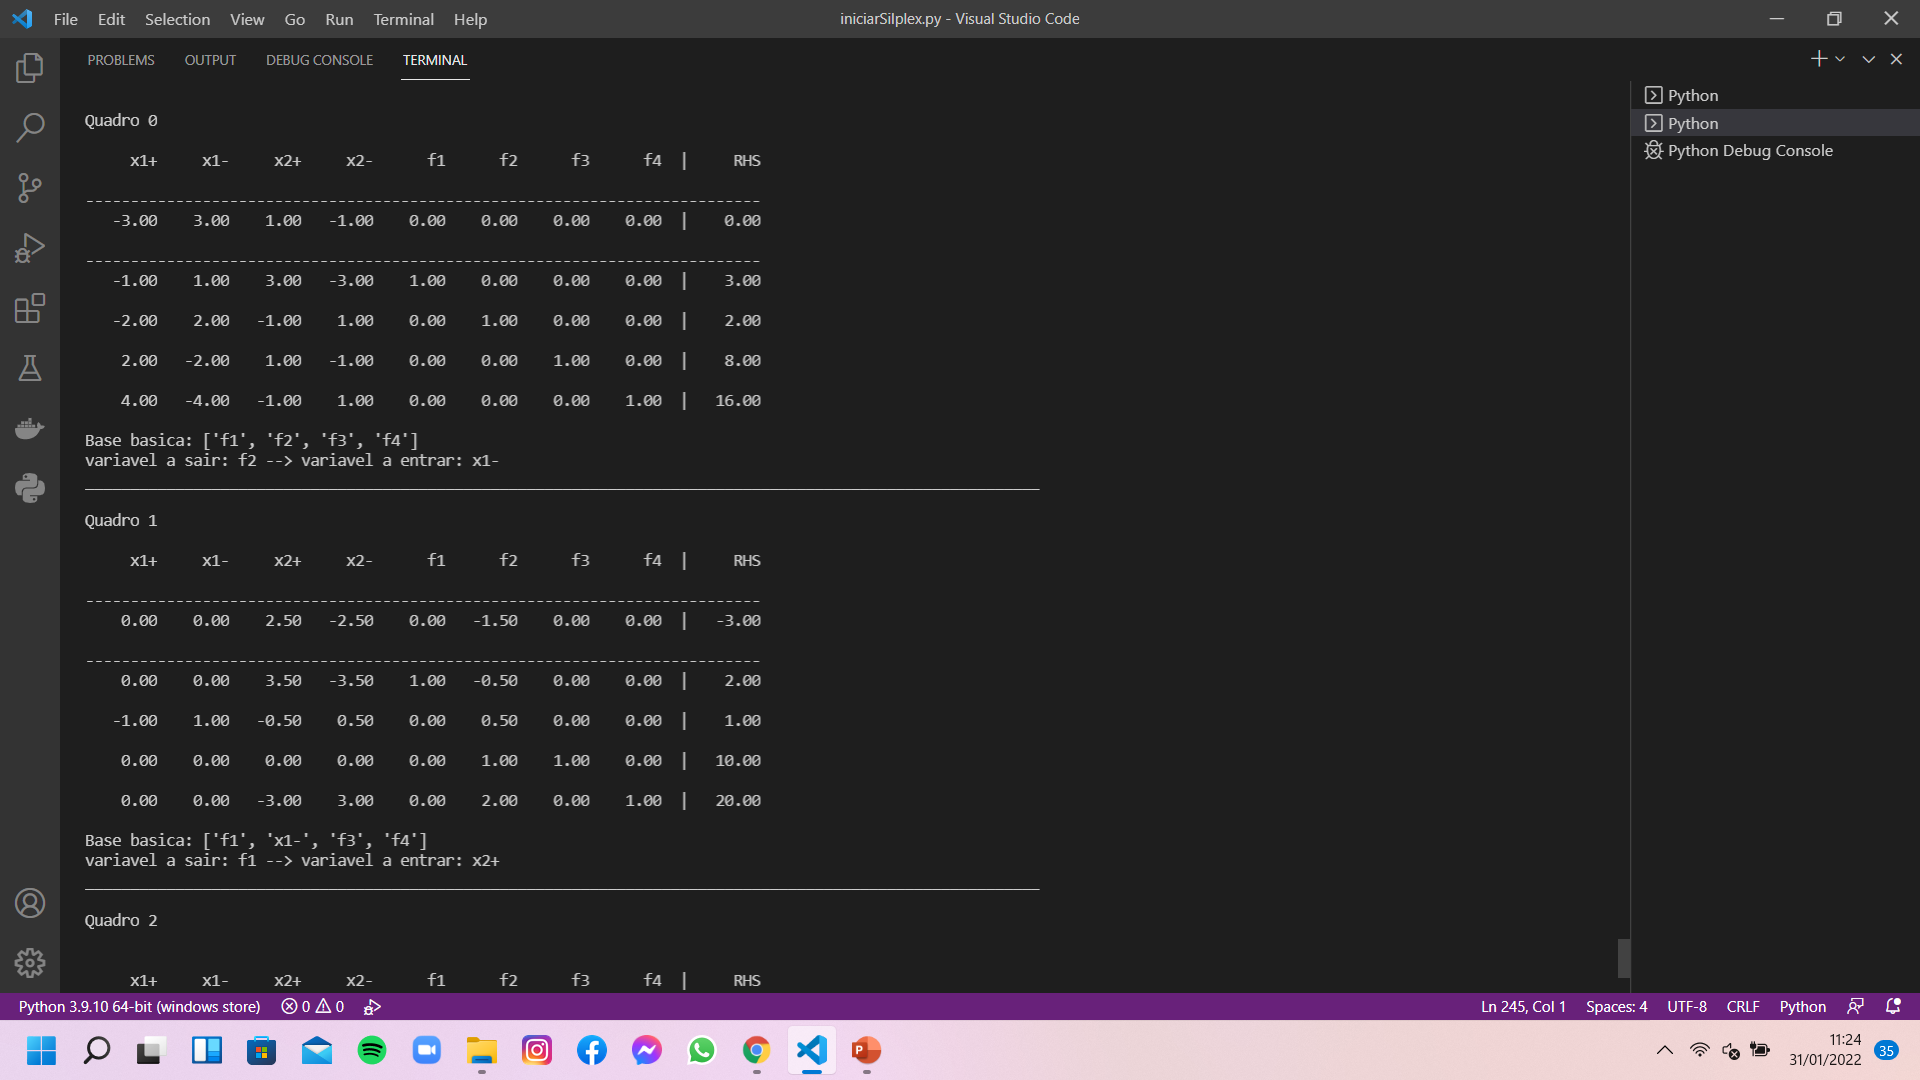 File Edit Selection View Go Run Terminal Help
iniciarSilplex.py - Visual Studio Code
PROBLEMS OUTPUT DEBUG CONSOLE TERMINAL
Quadro 0
x1+ x1- x2+ x2- f1 f2 f3 f4 | RHS
---------------------------------------------------------------------------
-3.00 3.00 1.00 -1.00 0.00 0.00 0.00 0.00 | 0.00
---------------------------------------------------------------------------
-1.00 1.00 3.00 -3.00 1.00 0.00 0.00 0.00 | 3.00
-2.00 2.00 -1.00 1.00 0.00 1.00 0.00 0.00 | 2.00
2.00 -2.00 1.00 -1.00 0.00 0.00 1.00 0.00 | 8.00
4.00 -4.00 -1.00 1.00 0.00 0.00 0.00 1.00 | 16.00
Base basica: ['f1', 'f2', 'f3', 'f4']
variavel a sair: f2 --> variavel a entrar: x1-
Quadro 1
x1+ x1- x2+ x2- f1 f2 f3 f4 | RHS
---------------------------------------------------------------------------
0.00 0.00 2.50 -2.50 0.00 -1.50 0.00 0.00 | -3.00
---------------------------------------------------------------------------
0.00 0.00 3.50 -3.50 1.00 -0.50 0.00 0.00 | 2.00
-1.00 1.00 -0.50 0.50 0.00 0.50 0.00 0.00 | 1.00
0.00 0.00 0.00 0.00 0.00 1.00 1.00 0.00 | 10.00
0.00 0.00 -3.00 3.00 0.00 2.00 0.00 1.00 | 20.00
Base basica: ['f1', 'x1-', 'f3', 'f4']
variavel a sair: f1 --> variavel a entrar: x2+
Quadro 2
x1+ x1- x2+ x2- f1 f2 f3 f4 | RHS
Python
Python
Python Debug Console
Python 3.9.10 64-bit (windows store) 0 0
Ln 245, Col 1 Spaces: 4 UTF-8 CRLF Python
11:24
31/01/2022
35